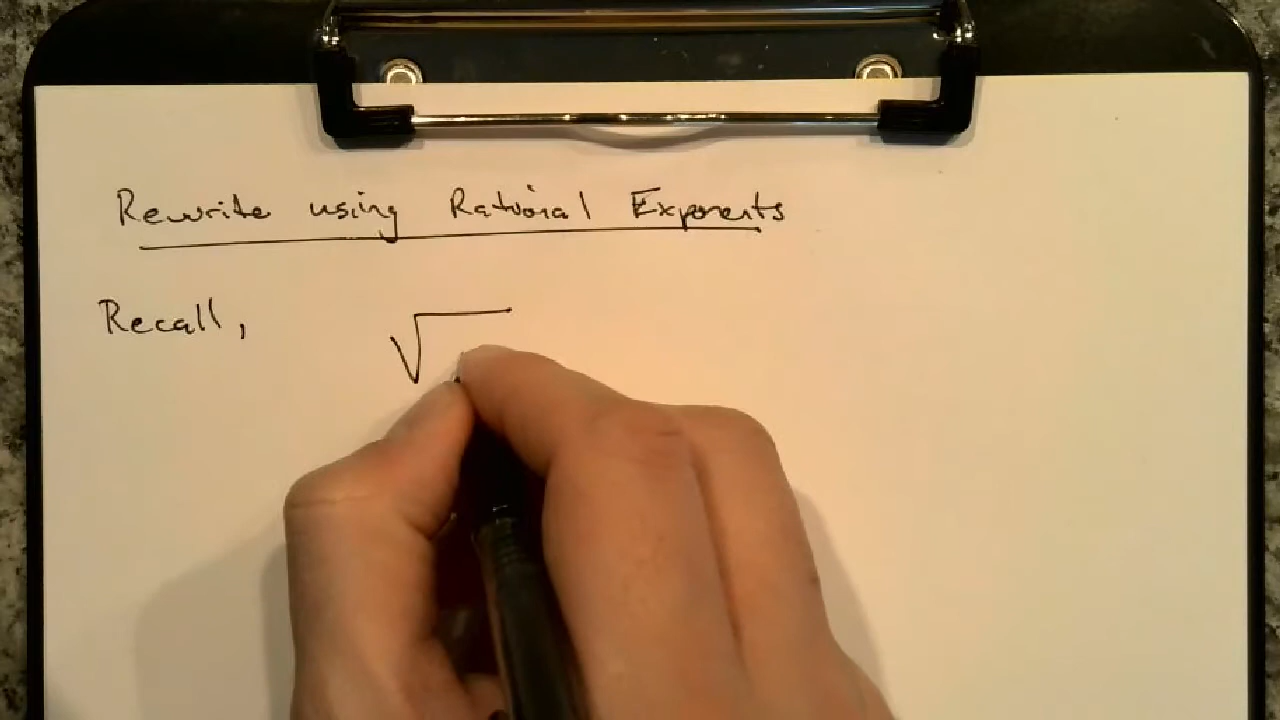 Rewrite using Rational Exponents
Recall, √